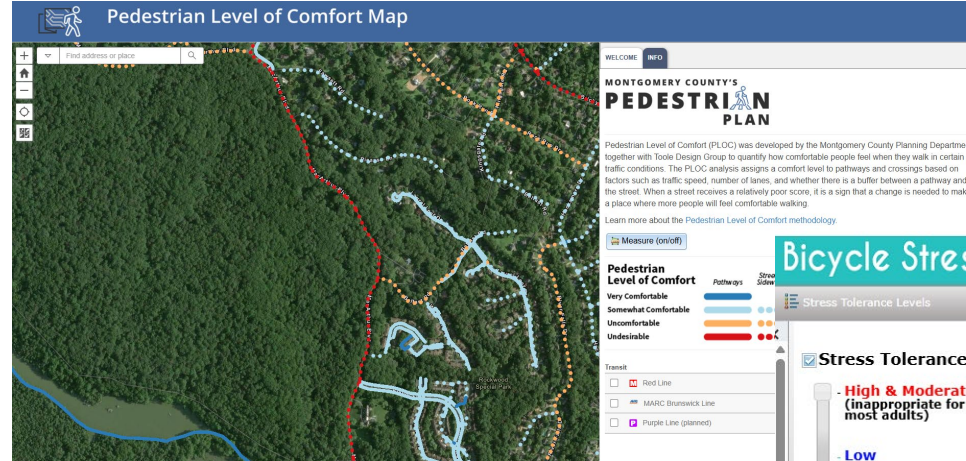 Pedestrian Level of Comfort Map
Find address or place
WELCOME
INFO
MONTGOMERY COUNTY'S
PEDESTRIAN
PLAN
Pedestrian Level of Comfort (PLOC) was developed by the Montgomery County Planning Departme
together with Toole Design Group to quantify how comfortable people feel when they walk in certain
traffic conditions. The PLOC analysis assigns a comfort level to pathways and crossings based on
factors such as traffic speed, number of lanes, and whether there is a buffer between a pathway and
the street. When a street receives a relatively poor score, it is a sign that a change is needed to mak
a place where more people will feel comfortable walking.
Learn more about the Pedestrian Level of Comfort methodology.
Measure (on/off)
Pedestrian
Level of Comfort
Pathways
Stree
Sidew
Very Comfortable
Somewhat Comfortable
Uncomfortable
Undesirable
Transit
Red Line
MARC Brunswick Line
Purple Line (planned)
Rockwood
Special Park
Bicycle Stres
Stress Tolerance Levels
Stress Tolerance
- High & Moderat
(inappropriate for
most adults)
- Low